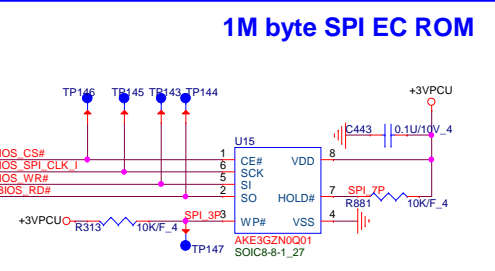 1M byte SPI EC ROM
TP146 TP145 TP143 TP144
+3VPCU
U15
C443 0.1U/10V_4
IOS_CS# 1 CE# VDD 8
IOS_SPI_CLK_I 6 SCK
IOS_WR# 5 SI
BIOS_RD# 2 SO HOLD# 7 SPI_7P
R881 10K/F_4
+3VPCU R313 10K/F_4 SPI_3P 3 WP# VSS 4
TP147
AKE3GZN0Q01
SOIC8-8-1_27